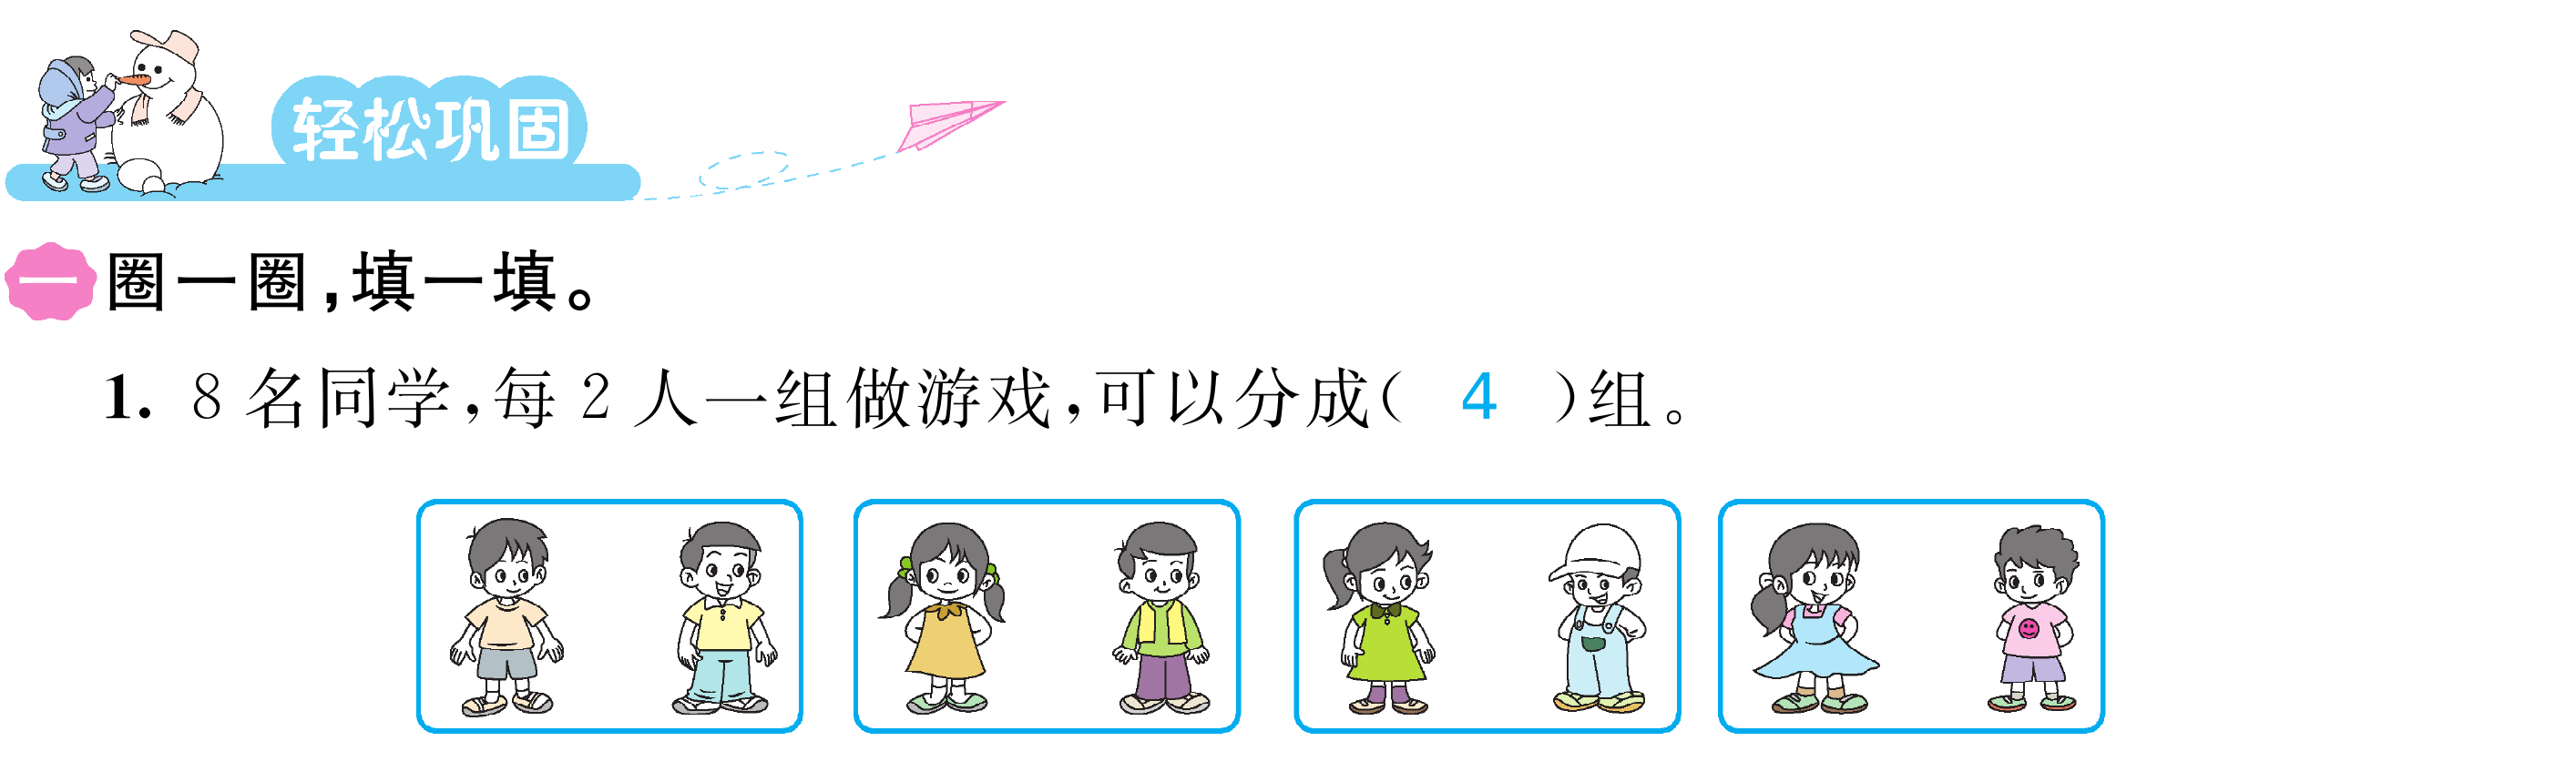 轻松巩固
一 圈一圈,填一填。
1. 8 名同学,每 2 人一组做游戏,可以分成( 4 )组。